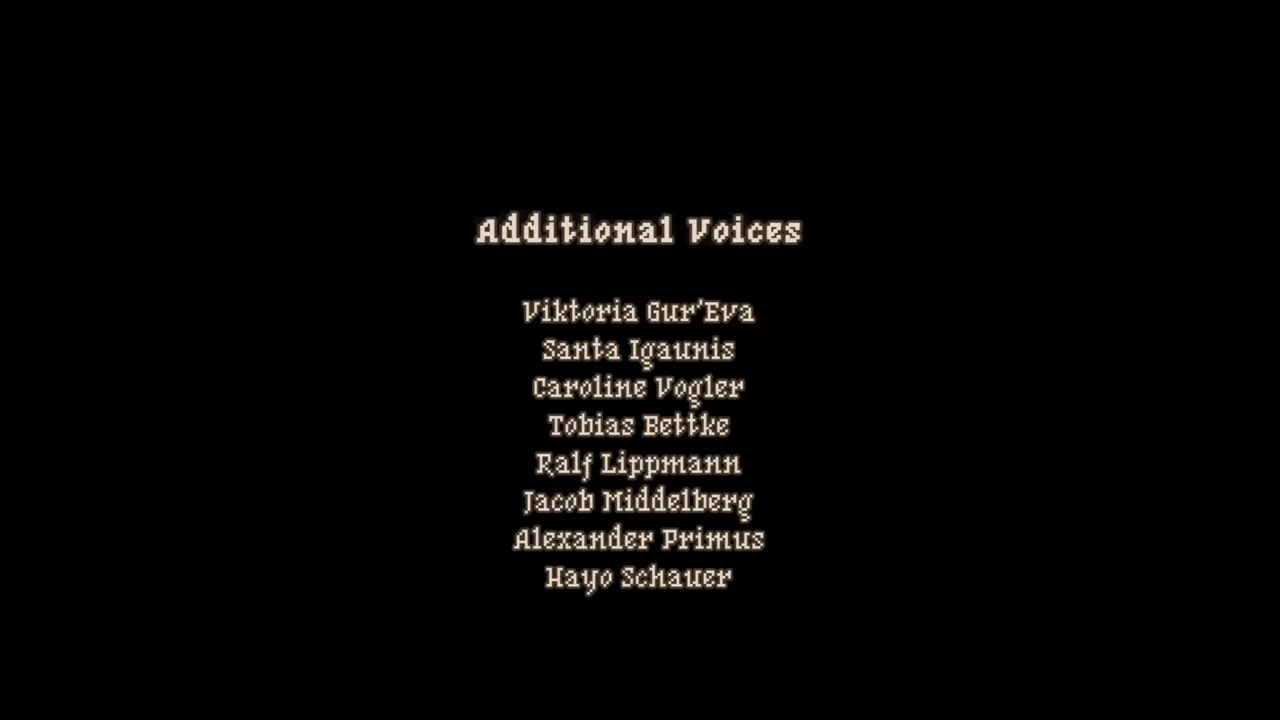 Additional Voices
Viktoria Gur'Eva
Santa Igaunis
Caroline Vogler
Tobias Bettke
Ralf Lippmann
Jacob Middelberg
Alexander Primus
Hayo Schauer